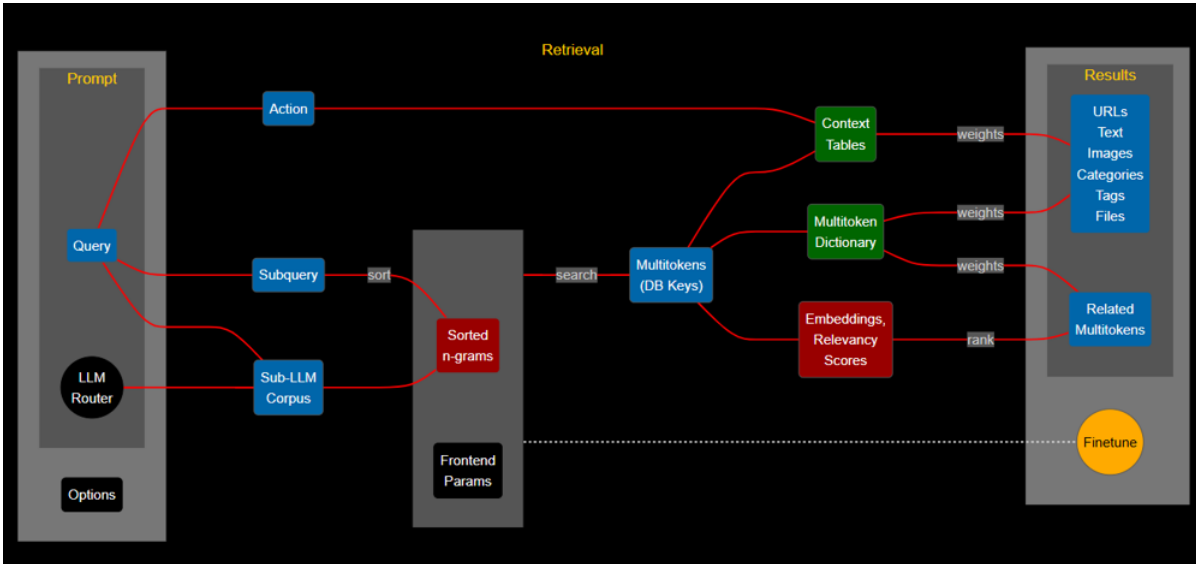 Retrieval
Prompt
Query
LLM
Router
Options
Action
Subquery
sort
Sub-LLM
Corpus
Sorted
n-grams
Frontend
Params
search
Multitokens
(DB Keys)
Context
Tables
Multitoken
Dictionary
Embeddings,
Relevancy
Scores
weights
weights
weights
rank
Results
URLs
Text
Images
Categories
Tags
Files
Related
Multitokens
Finetune